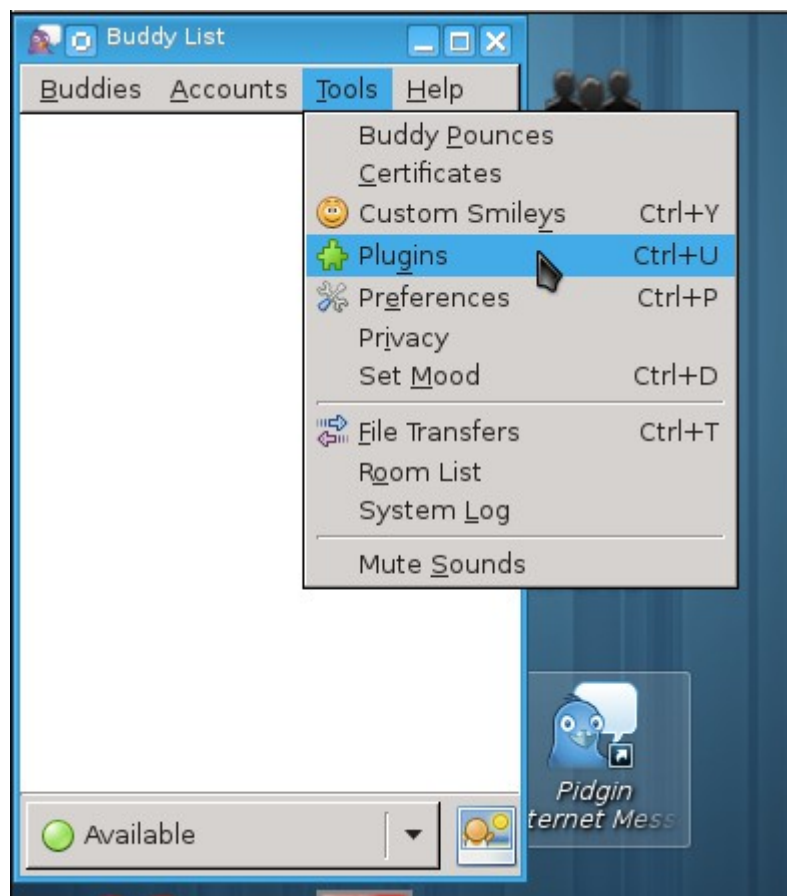 Buddy List
Buddies Accounts Tools Help
Buddy Pounces
Certificates
Custom Smileys Ctrl+Y
Plugins Ctrl+U
Preferences Ctrl+P
Privacy
Set Mood Ctrl+D
File Transfers Ctrl+T
Room List
System Log
Mute Sounds
Pidgin
ternet Mess
Available